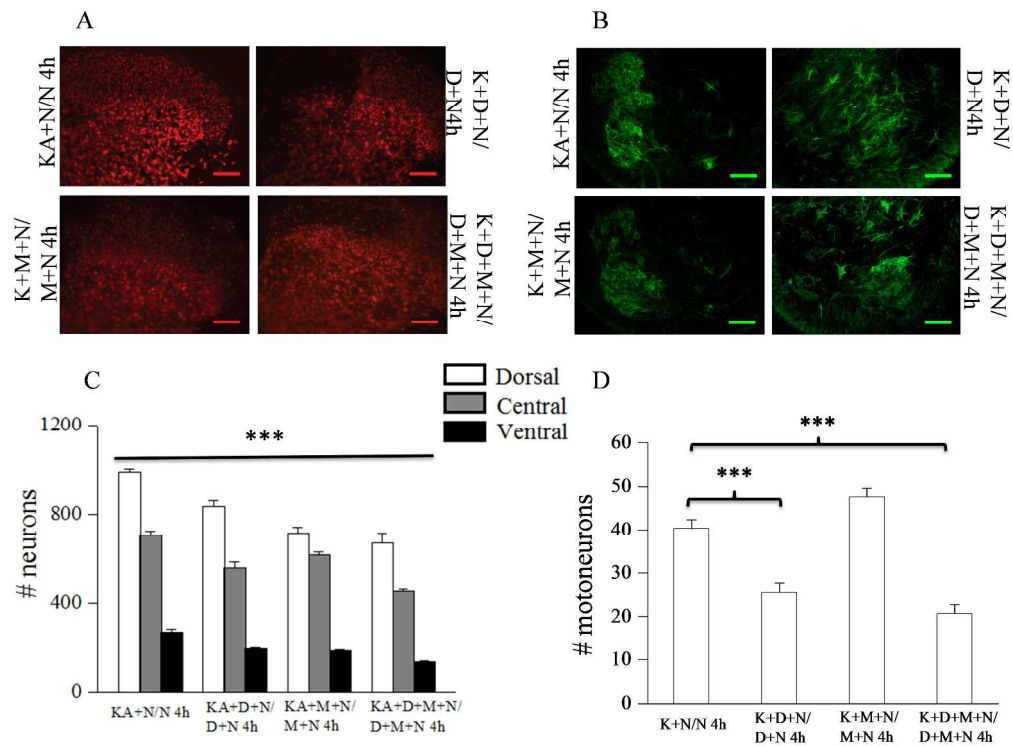 A
KA+N/N 4h
K+D+N/
D+N4h
K+M+N/
M+N 4h
K+D+M+N/
D+M+N 4h
B
KA+N/N 4h
K+D+N/
D+N4h
K+M+N/
M+N 4h
K+D+M+N/
D+M+N 4h
C
Dorsal
Central
Ventral
***
# neurons
1200
800
400
0
KA+N/N 4h
KA+D+N/
D+N 4h
KA+M+N/
M+N 4h
KA+D+M+N/
D+M+N 4h
D
***
***
# motoneurons
60
50
40
30
20
10
0
K+N/N 4h
K+D+N/
D+N 4h
K+M+N/
M+N 4h
K+D+M+N/
D+M+N 4h